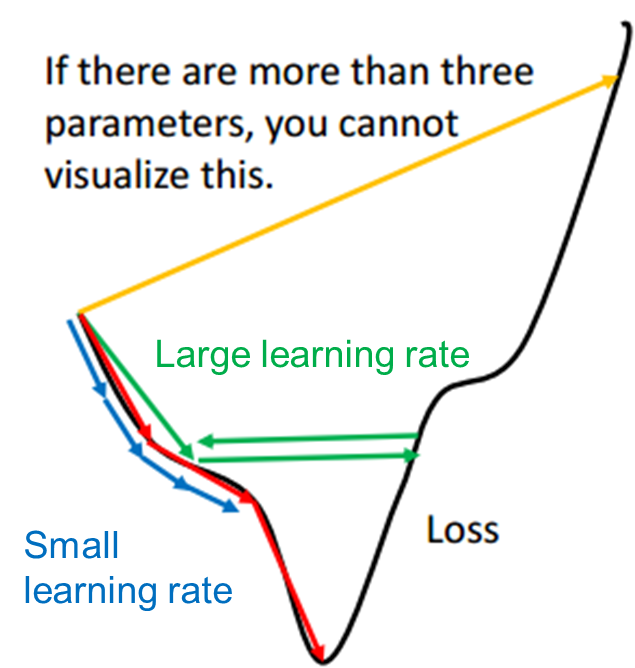 If there are more than three
parameters, you cannot
visualize this.
Large learning rate
Loss
Small
learning rate